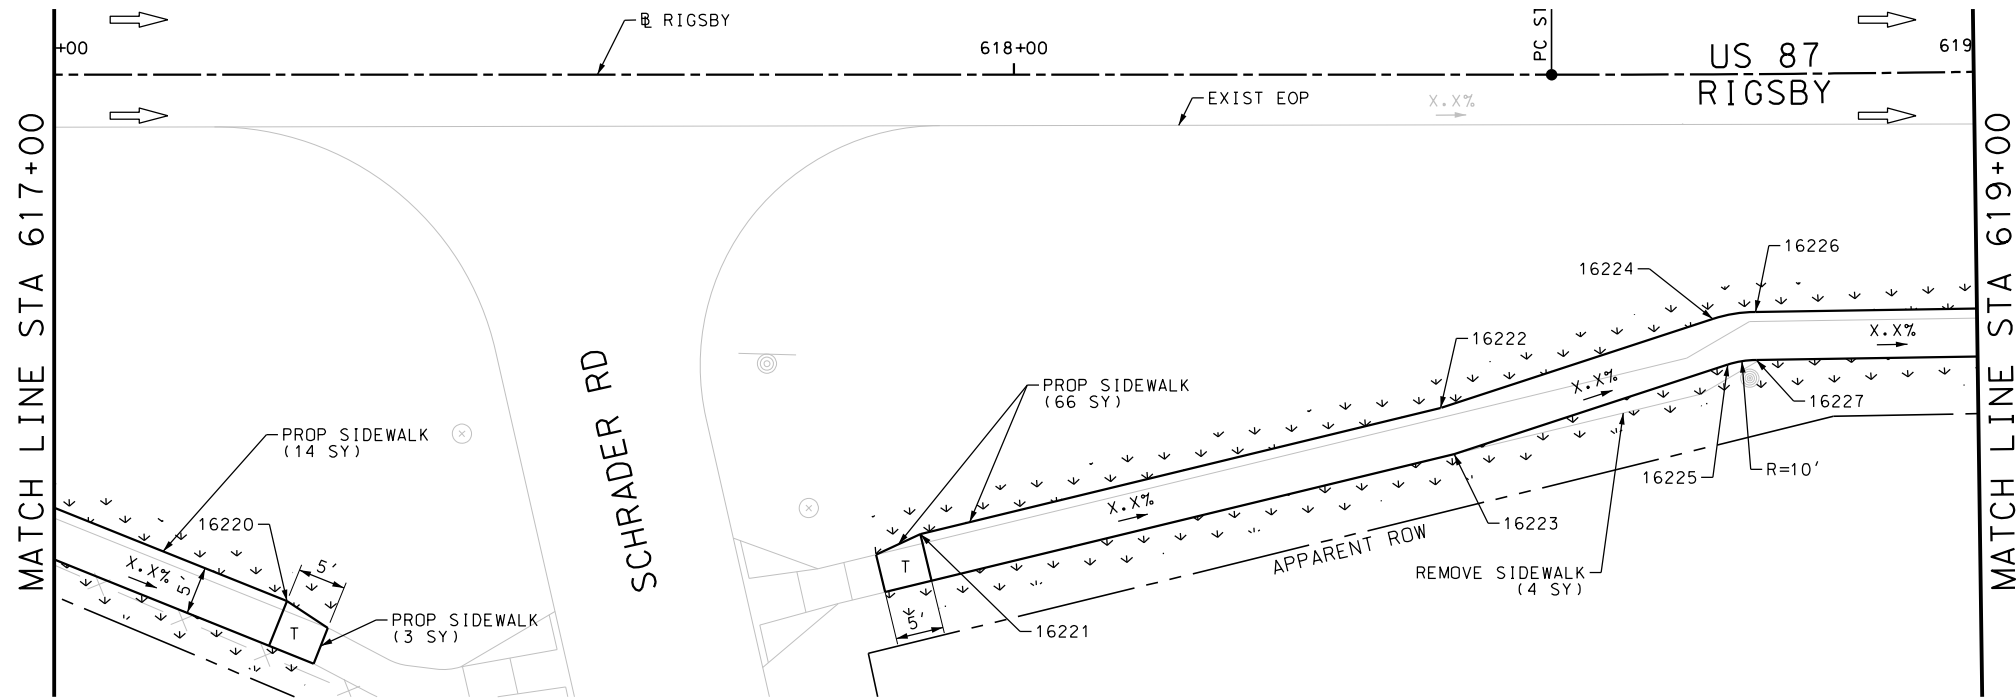 ℄ RIGSBY
+00
618+00
PC ST
US 87
RIGSBY
619
EXIST EOP
X.X%
MATCH LINE STA 617+00
MATCH LINE STA 619+00
SCHRADER RD
16226
16224
16222
X.X%
X.X%
PROP SIDEWALK
(66 SY)
16227
R=10'
16225
PROP SIDEWALK
(14 SY)
16220
X.X%
5'
5'
T
PROP SIDEWALK
(3 SY)
X.X%
T
5'
16221
16223
APPARENT ROW
REMOVE SIDEWALK
(4 SY)